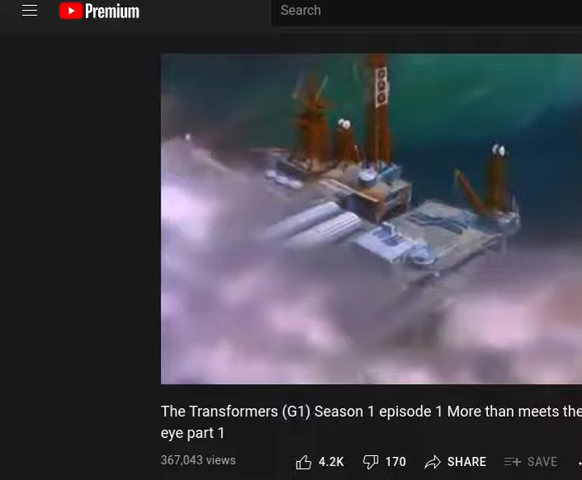 Premium
Search
The Transformers (G1) Season 1 episode 1 More than meets the
eye part 1
367,043 views
4.2K
170
SHARE
SAVE